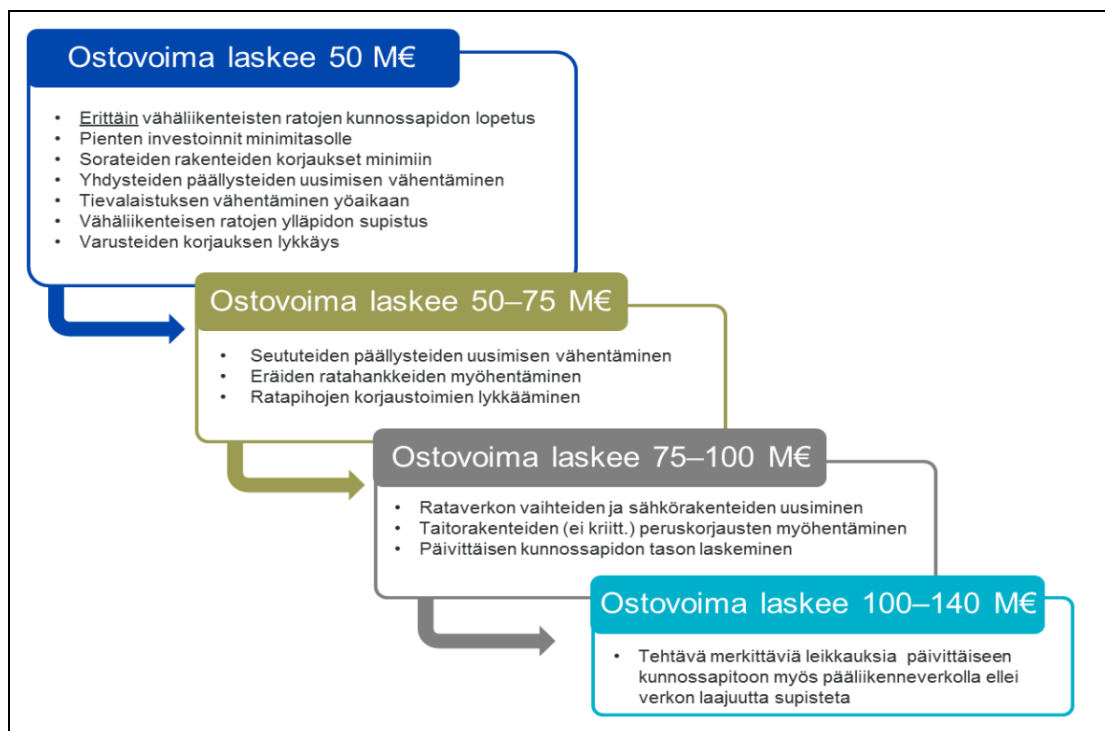 Ostovoima laskee 50 M€
• Erittäin vähäliikenteisten ratojen kunnossapidon lopetus
• Pienten investoinnit minimitasolle
• Sorateiden rakenteiden korjaukset minimiin
• Yhdysteiden päällysteiden uusimisen vähentäminen
• Tievalaistuksen vähentäminen yöaikaan
• Vähäliikenteisen ratojen ylläpidon supistus
• Varusteiden korjauksen lykkäys
Ostovoima laskee 50–75 M€
• Seututeiden päällysteiden uusimisen vähentäminen
• Eräiden ratahankkeiden myöhentäminen
• Ratapihojen korjaustoimien lykkääminen
Ostovoima laskee 75–100 M€
• Rataverkon vaihteiden ja sähkörakenteiden uusiminen
• Taitorakenteiden (ei kriitt.) peruskorjausten myöhentäminen
• Päivittäisen kunnossapidon tason laskeminen
Ostovoima laskee 100–140 M€
• Tehtävä merkittäviä leikkauksia päivittäiseen
kunnossapitoon myös pääliikenneverkolla ellei
verkon laajuutta supisteta